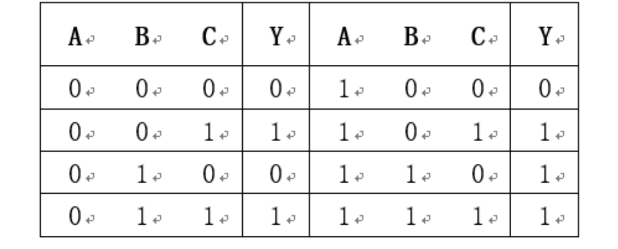 A B C Y A B C Y
0 0 0 0 1 0 0 0
0 0 1 1 1 0 1 1
0 1 0 0 1 1 0 1
0 1 1 1 1 1 1 1